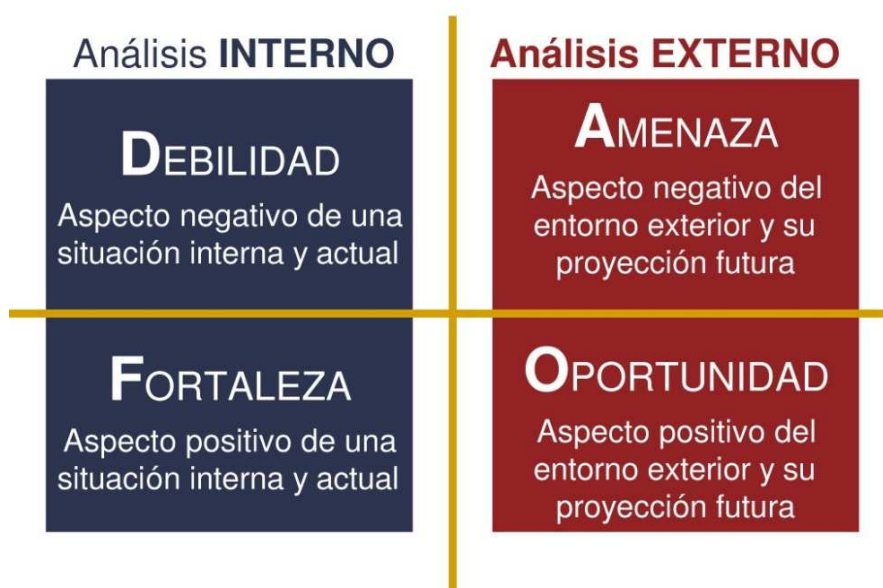 Análisis INTERNO
DEBILIDAD
Aspecto negativo de una
situación interna y actual
FORTALEZA
Aspecto positivo de una
situación interna y actual
Análisis EXTERNO
AMENAZA
Aspecto negativo del
entorno exterior y su
proyección futura
OPORTUNIDAD
Aspecto positivo del
entorno exterior y su
proyección futura